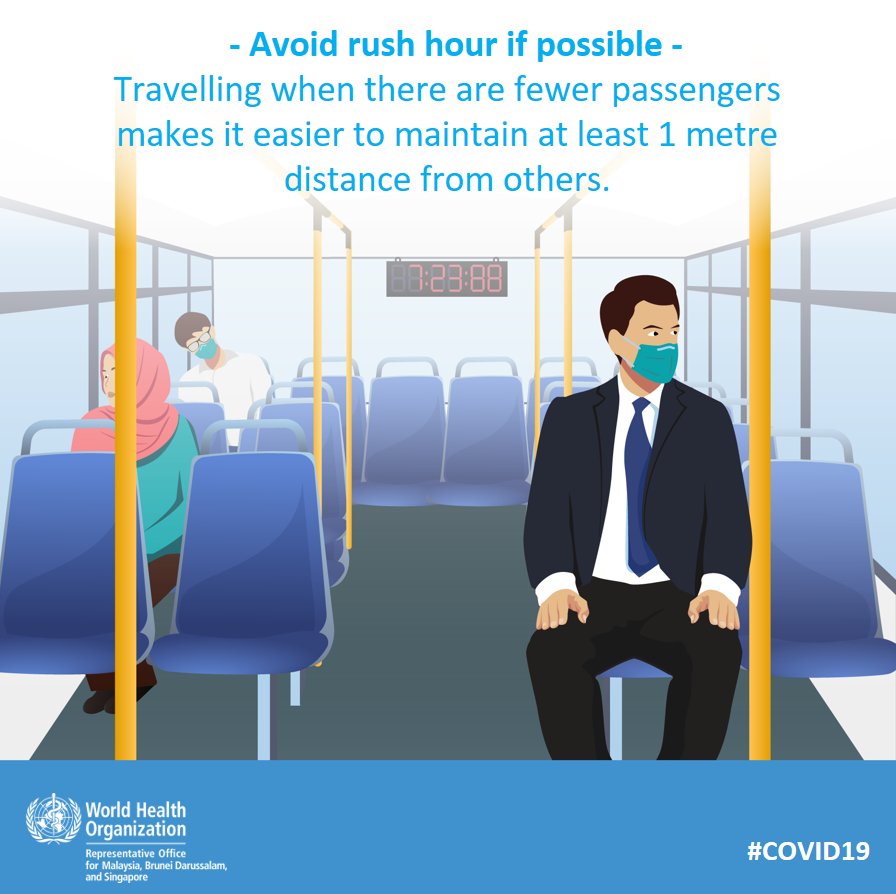 - Avoid rush hour if possible -
Travelling when there are fewer passengers
makes it easier to maintain at least 1 metre
distance from others.
7:23:88
World Health
Organization
Representative Office
for Malaysia, Brunei Darussalam,
and Singapore
#COVID19